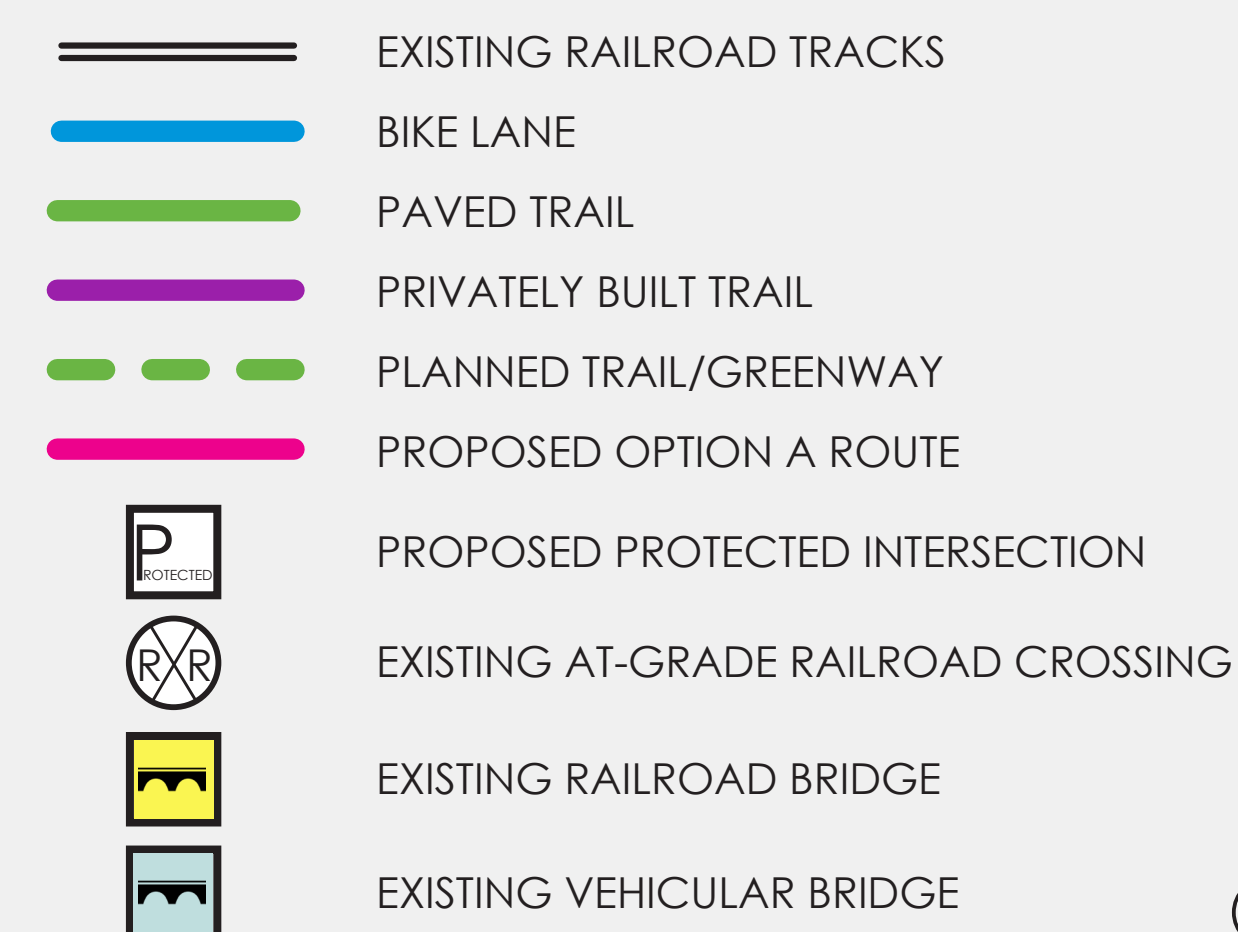 EXISTING RAILROAD TRACKS
BIKE LANE
PAVED TRAIL
PRIVATELY BUILT TRAIL
PLANNED TRAIL/GREENWAY
PROPOSED OPTION A ROUTE
PROTECTED PROPOSED PROTECTED INTERSECTION
RXR EXISTING AT-GRADE RAILROAD CROSSING
EXISTING RAILROAD BRIDGE
EXISTING VEHICULAR BRIDGE